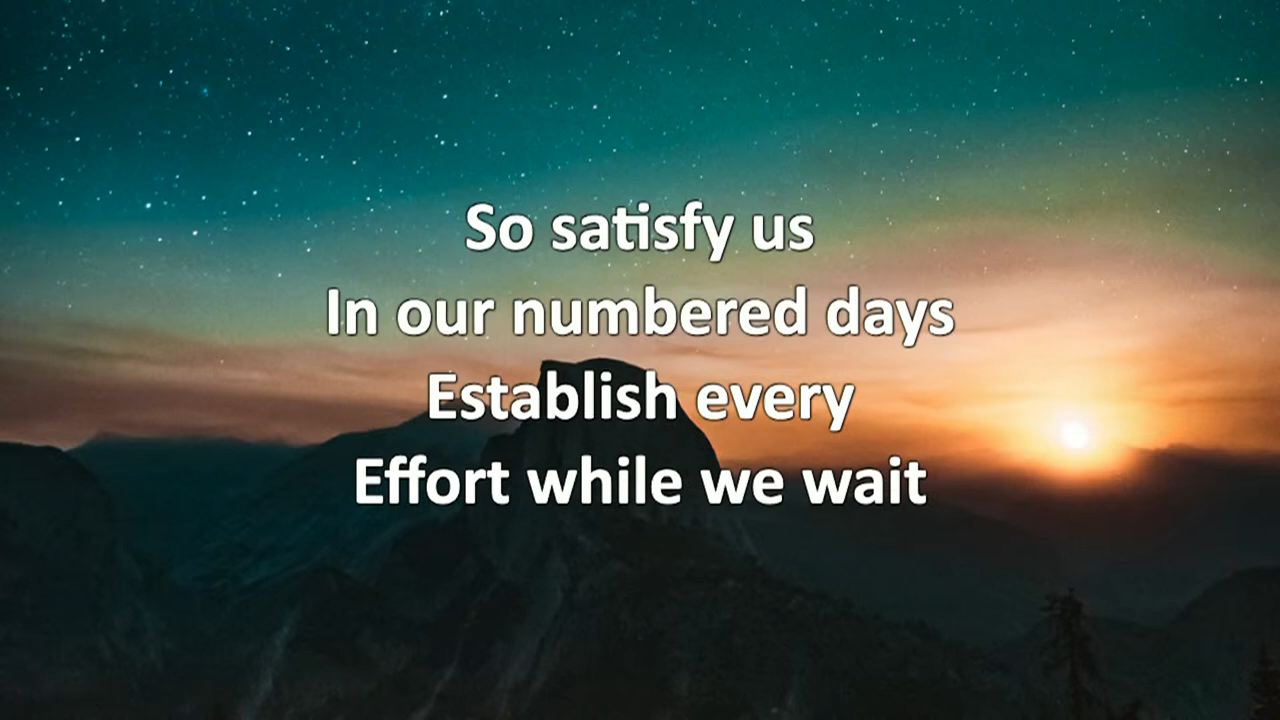 So satisfy us
In our numbered days
Establish every
Effort while we wait